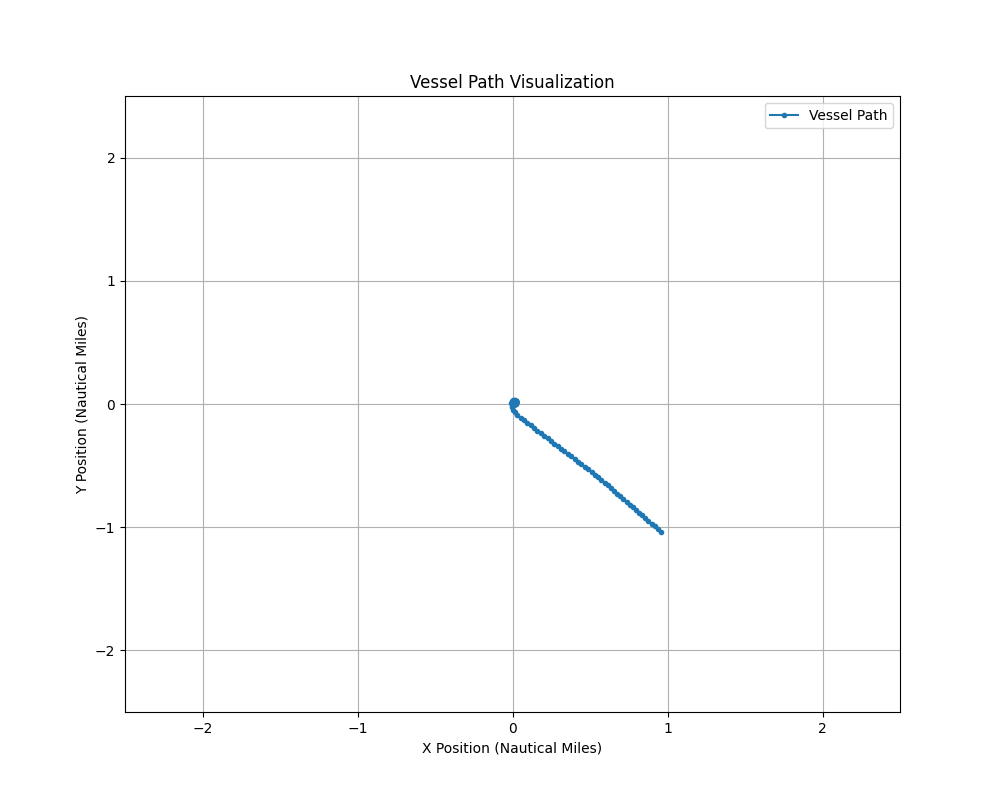 Vessel Path Visualization
Vessel Path
2
1
0
−1
−2
Y Position (Nautical Miles)
−2
−1
0
1
2
X Position (Nautical Miles)